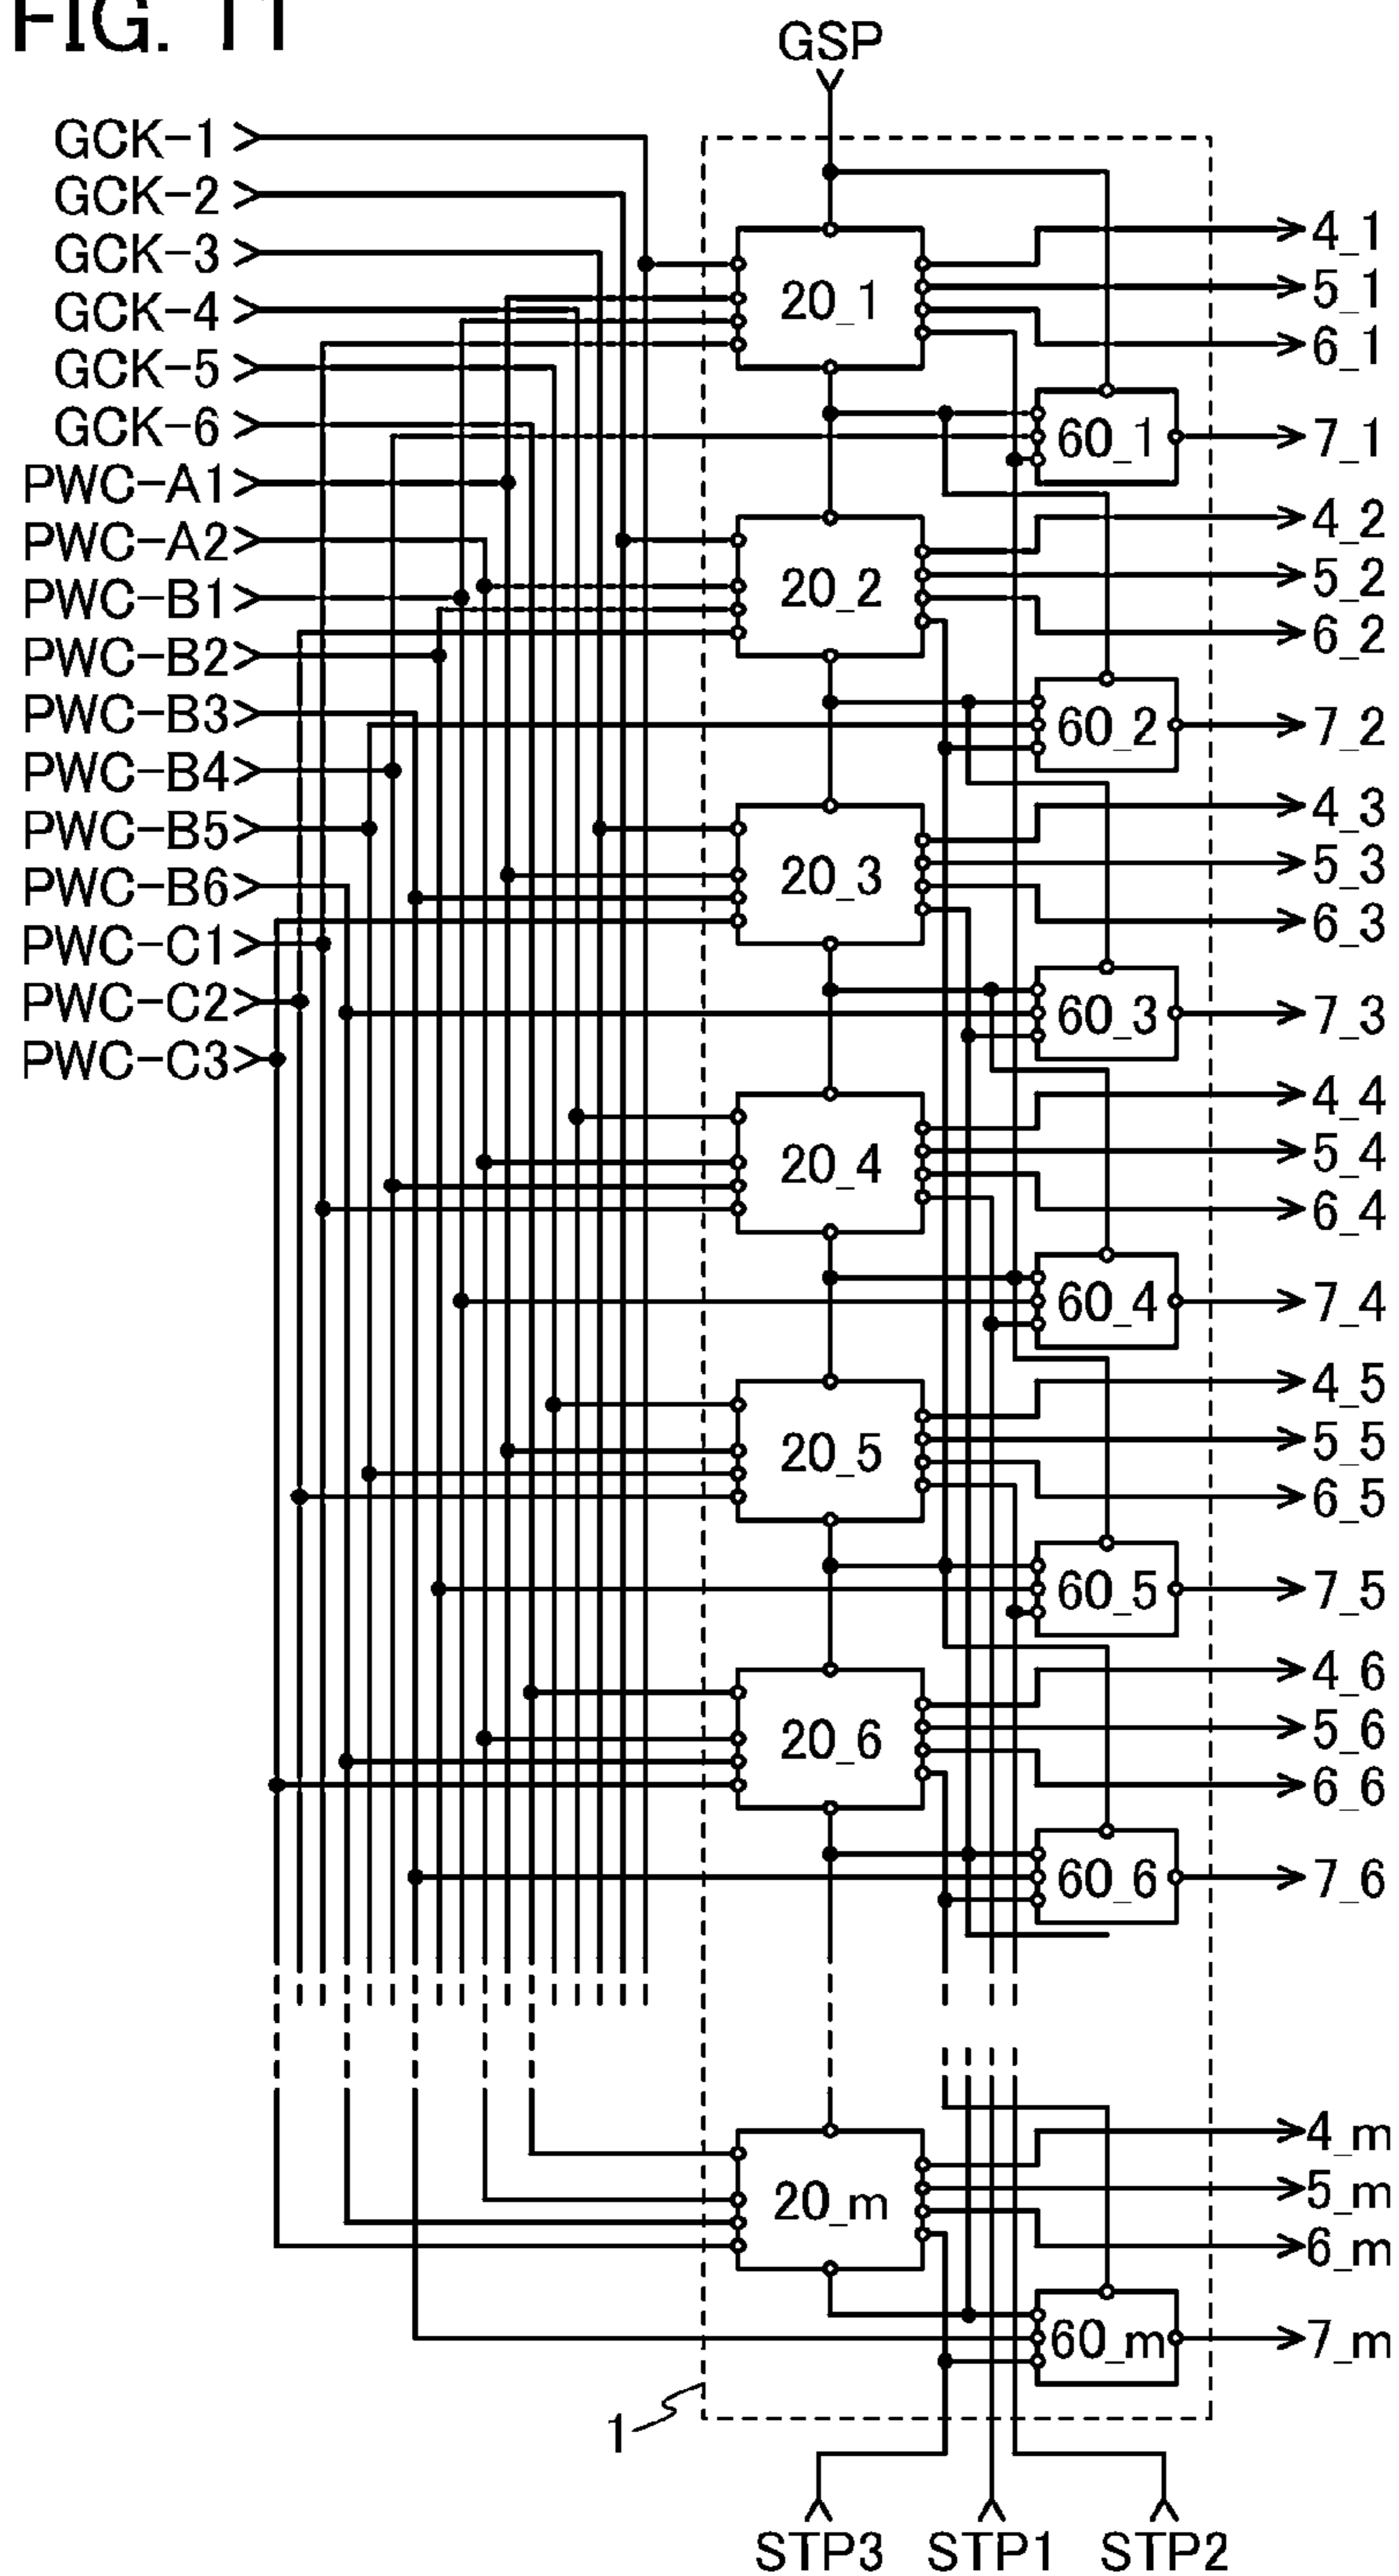 FIG. 11
GSP
GCK-1
GCK-2
GCK-3
GCK-4
GCK-5
GCK-6
PWC-A1
PWC-A2
PWC-B1
PWC-B2
PWC-B3
PWC-B4
PWC-B5
PWC-B6
PWC-C1
PWC-C2
PWC-C3
20_1
4_1
5_1
6_1
60_1
7_1
20_2
4_2
5_2
6_2
60_2
7_2
20_3
4_3
5_3
6_3
60_3
7_3
20_4
4_4
5_4
6_4
60_4
7_4
20_5
4_5
5_5
6_5
60_5
7_5
20_6
4_6
5_6
6_6
60_6
7_6
20_m
4_m
5_m
6_m
60_m
7_m
1
STP3
STP1
STP2